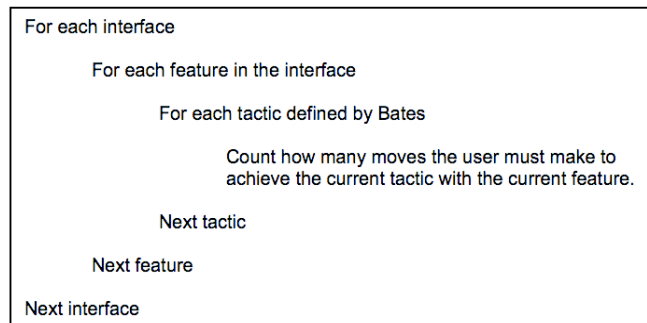 For each interface
For each feature in the interface
For each tactic defined by Bates
Count how many moves the user must make to
achieve the current tactic with the current feature.
Next tactic
Next feature
Next interface